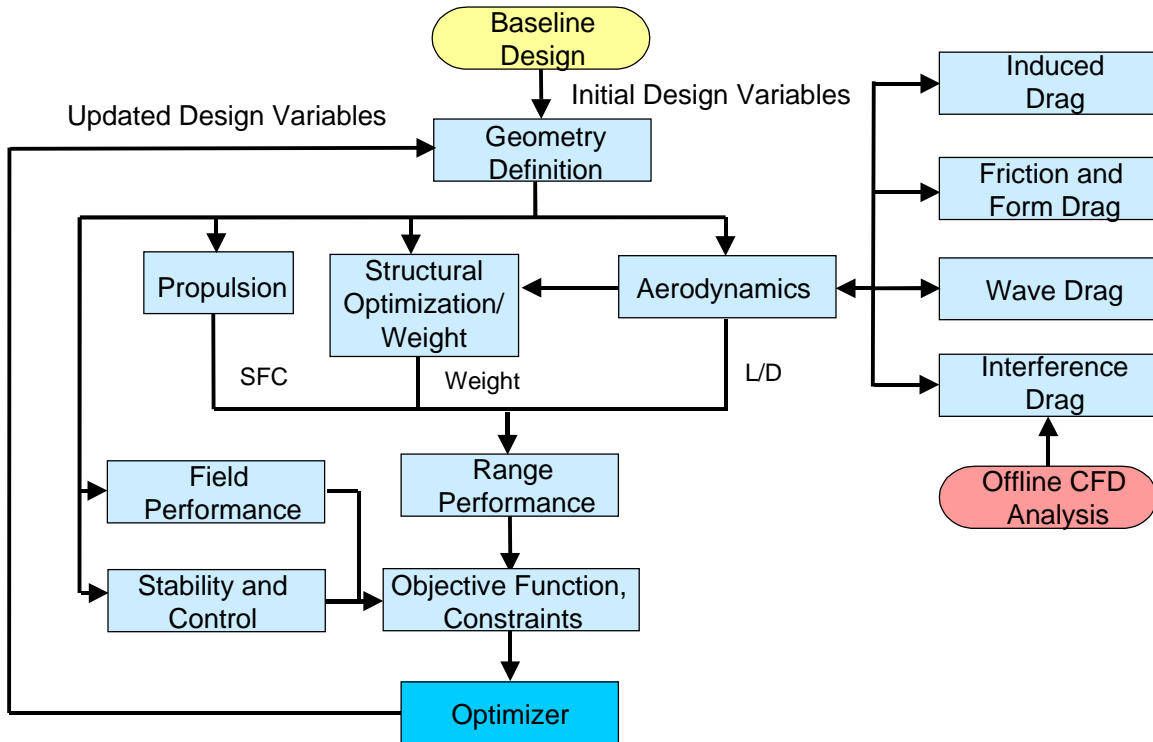 Baseline
Design
Initial Design Variables
Updated Design Variables
Geometry
Definition
Propulsion
Structural
Optimization/
Weight
Aerodynamics
SFC
Weight
L/D
Field
Performance
Range
Performance
Stability and
Control
Objective Function,
Constraints
Optimizer
Induced
Drag
Friction and
Form Drag
Wave Drag
Interference
Drag
Offline CFD
Analysis